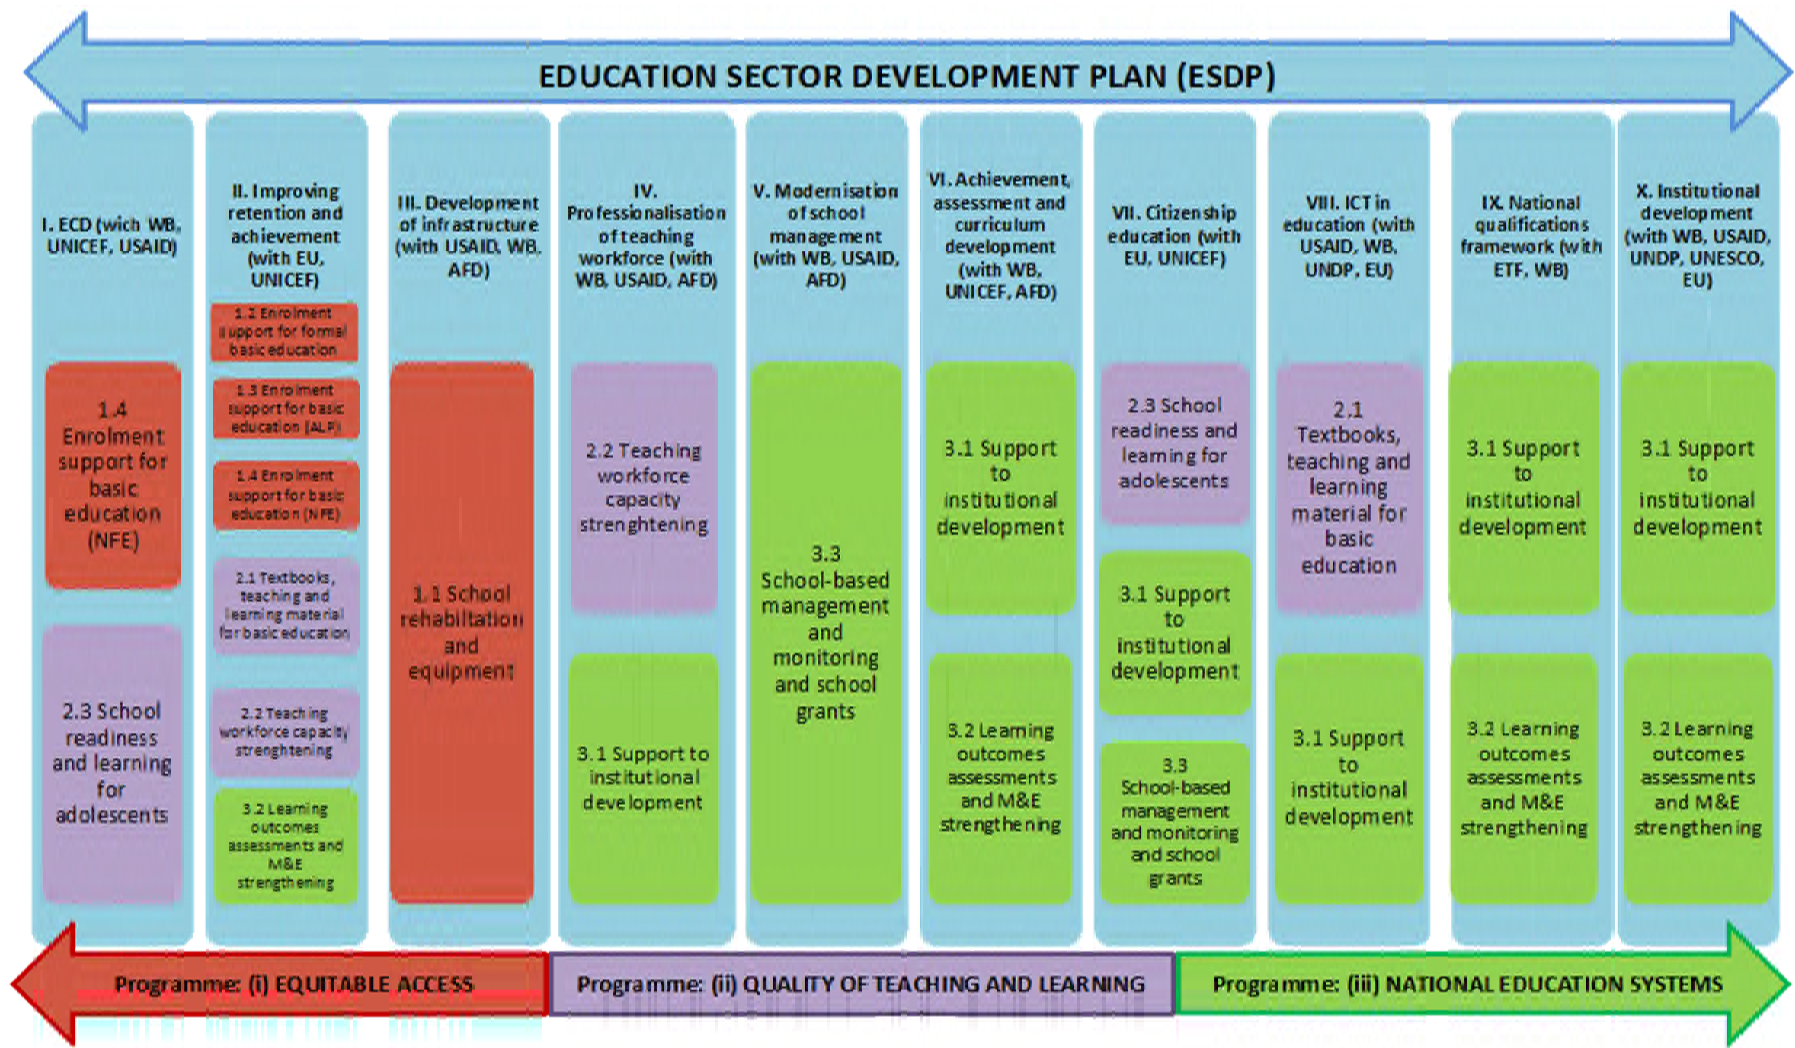 EDUCATION SECTOR DEVELOPMENT PLAN (ESDP)
I. ECD (wich WB,
UNICEF, USAID)
1.4
Enrolment
support for
basic
education
(NFE)
2.3 School
readiness
and learning
for
adolescents
II. Improving
retention and
achievement
(with EU,
UNICEF)
1.2 Enrolment
support for formal
basic education
1.3 Enrolment
support for basic
education (ALP)
1.4 Enrolment
support for basic
education (NFE)
2.1 Textbooks,
teaching and
learning material
for basic education
2.2 Teaching
workforce capacity
strenghtening
3.2 Learning
outcomes
assessments and
M&E
strengthening
III. Development
of infrastructure
(with USAID, WB,
AFD)
1.1 School
rehabiltation
and
equipment
IV.
Professionalisation
of teaching
workforce (with
WB, USAID, AFD)
2.2 Teaching
workforce
capacity
strenghtening
3.1 Support to
institutional
development
V. Modernisation
of school
management
(with WB, USAID,
AFD)
3.3
School-based
management
and
monitoring
and school
grants
VI. Achievement,
assessment and
curriculum
development
(with WB,
UNICEF, AFD)
3.1 Support
to
institutional
development
3.2 Learning
outcomes
assessments
and M&E
strengthening
VII. Citizenship
education (with
EU, UNICEF)
2.3 School
readiness and
learning for
adolescents
3.1 Support
to
institutional
development
3.3
School-based
management
and monitoring
and school
grants
VIII. ICT in
education (with
USAID, WB,
UNDP, EU)
2.1
Textbooks,
teaching and
learning
material for
basic
education
3.1 Support
to
institutional
development
IX. National
qualifications
framework (with
ETF, WB)
3.1 Support
to
institutional
development
3.2 Learning
outcomes
assessments
and M&E
strengthening
X. Institutional
development
(with WB, USAID,
UNDP, UNESCO,
EU)
3.1 Support
to
institutional
development
3.2 Learning
outcomes
assessments
and M&E
strengthening
Programme: (i) EQUITABLE ACCESS
Programme: (ii) QUALITY OF TEACHING AND LEARNING
Programme: (iii) NATIONAL EDUCATION SYSTEMS